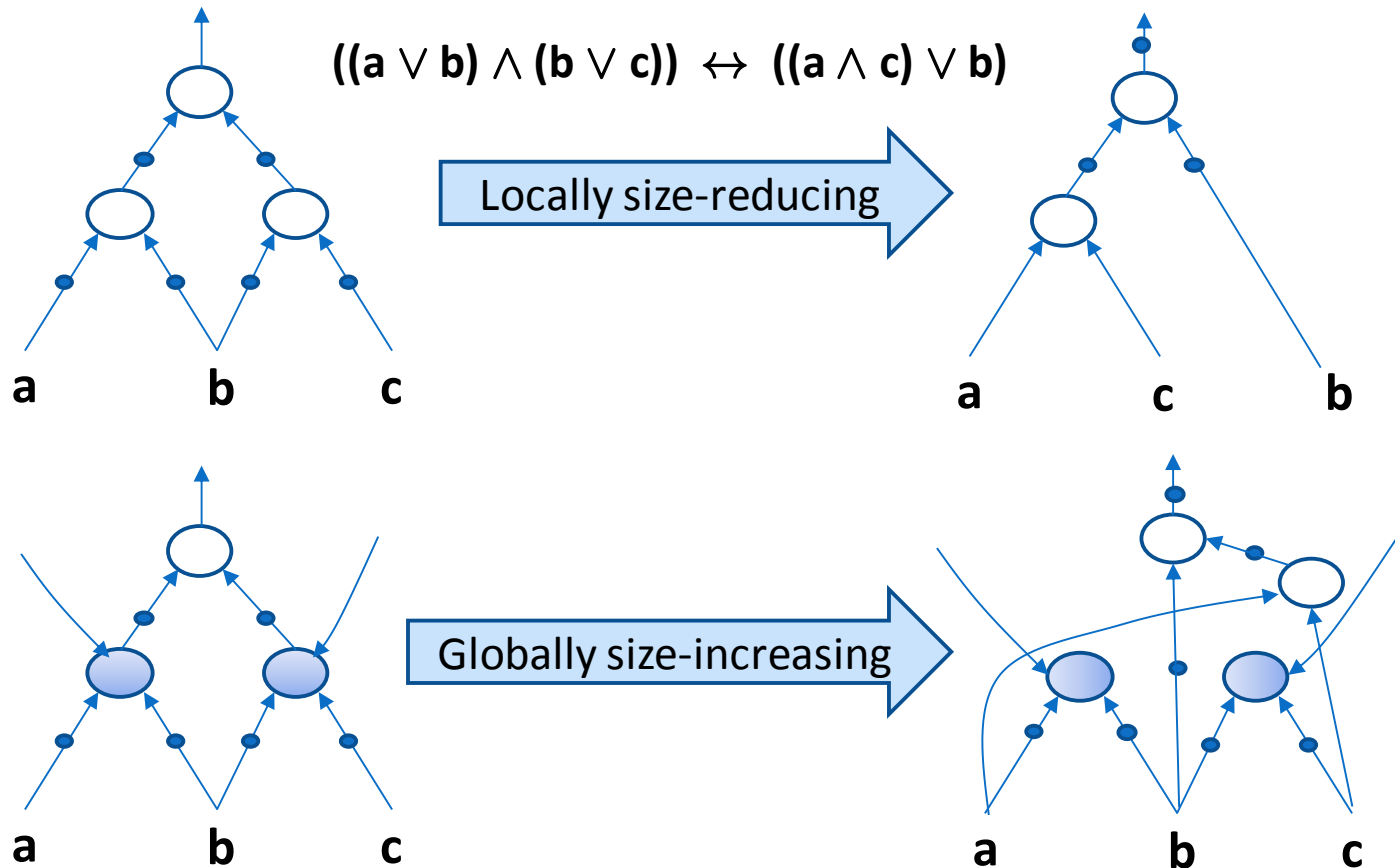 ((a ∨ b) ∧ (b ∨ c)) ↔ ((a ∧ c) ∨ b)
Locally size-reducing
a b c
a c b
Globally size-increasing
a b c
a b c